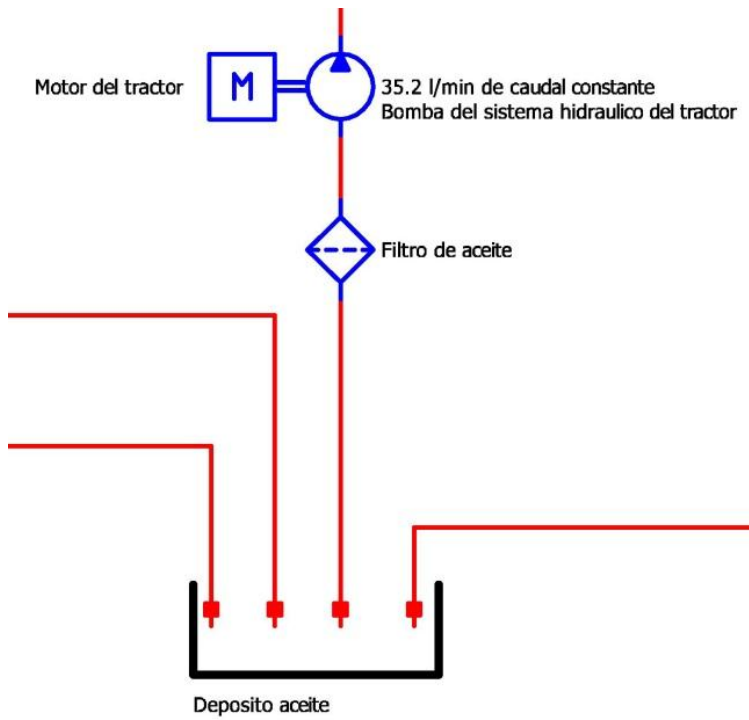 Motor del tractor
M
35.2 l/min de caudal constante
Bomba del sistema hidraulico del tractor
Filtro de aceite
Deposito aceite